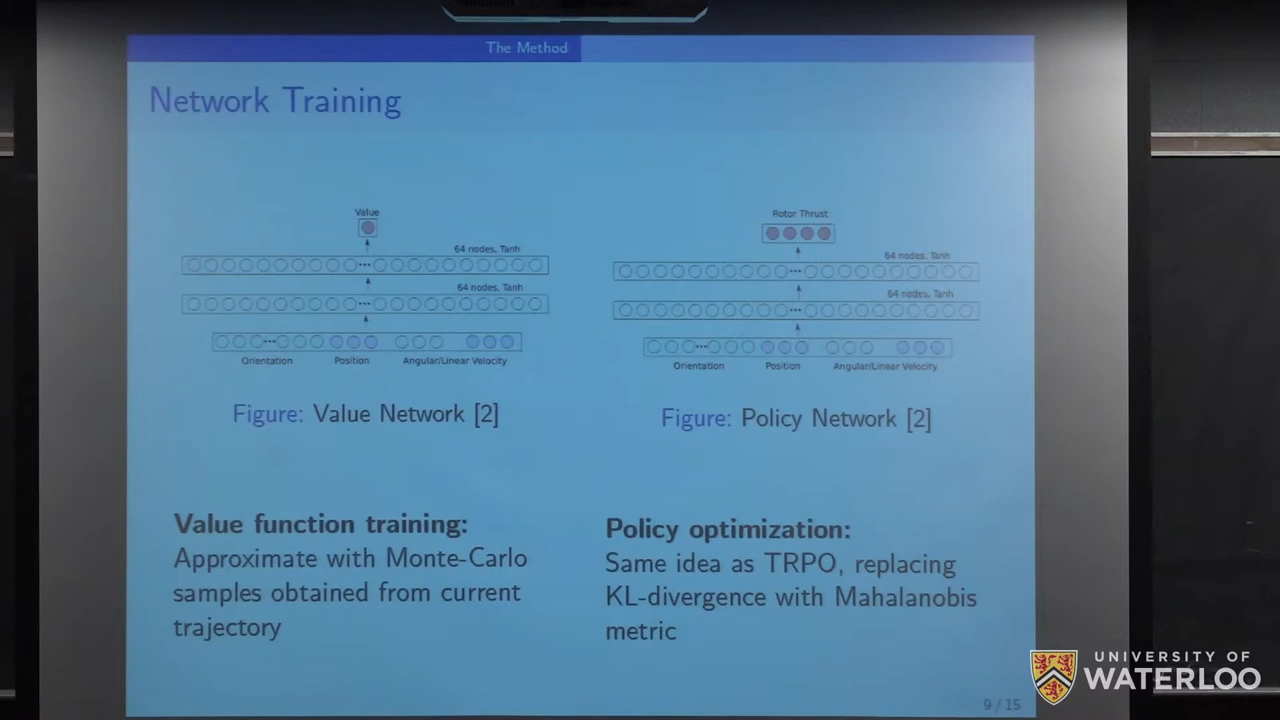 The Method
Network Training
Value
64 nodes, Tanh
64 nodes, Tanh
Orientation
Position
Angular/Linear Velocity
Figure: Value Network [2]
Rotor Thrust
64 nodes, Tanh
64 nodes, Tanh
Orientation
Position
Angular/Linear Velocity
Figure: Policy Network [2]
Value function training:
Approximate with Monte-Carlo
samples obtained from current
trajectory
Policy optimization:
Same idea as TRPO, replacing
KL-divergence with Mahalanobis
metric
9 / 15
UNIVERSITY OF
WATERLOO